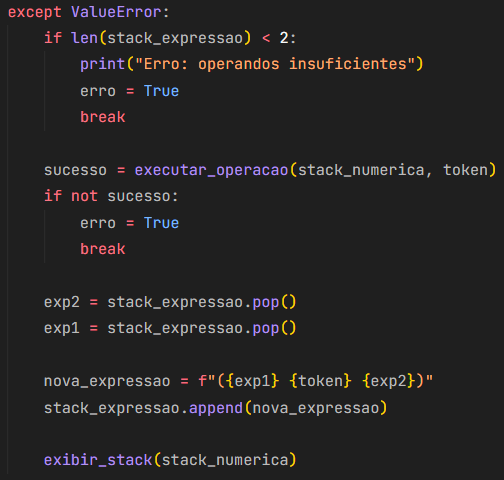 except ValueError:
    if len(stack_expressao) < 2:
        print("Erro: operandos insuficientes")
        erro = True
        break

    sucesso = executar_operacao(stack_numerica, token)
    if not sucesso:
        erro = True
        break

    exp2 = stack_expressao.pop()
    exp1 = stack_expressao.pop()

    nova_expressao = f"({exp1} {token} {exp2})"
    stack_expressao.append(nova_expressao)

    exibir_stack(stack_numerica)